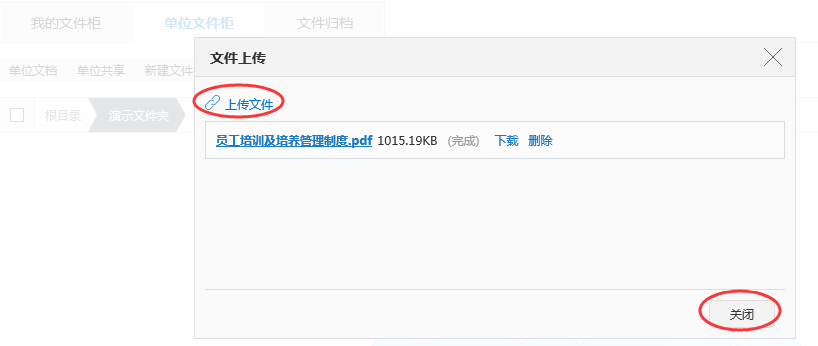 我的文件柜 单位文件柜 文件归档
文件上传
单位文档 单位共享 新建文件
上传文件
根目录 演示文件夹
员工培训及培养管理制度.pdf 1015.19KB (完成) 下载 删除
关闭